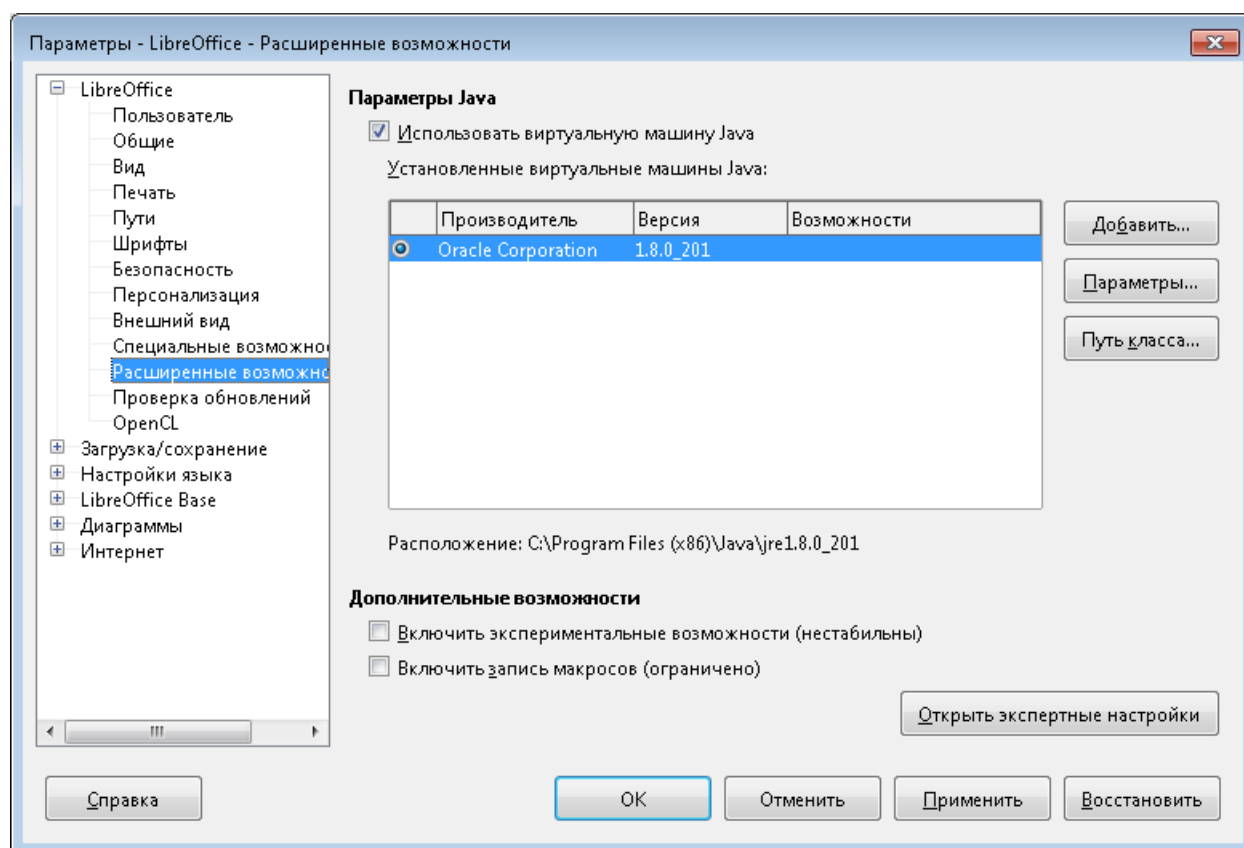 Параметры - LibreOffice - Расширенные возможности
LibreOffice
Пользователь
Общие
Вид
Печать
Пути
Шрифты
Безопасность
Персонализация
Внешний вид
Специальные возможно
Расширенные возможно
Проверка обновлений
OpenCL
Загрузка/сохранение
Настройки языка
LibreOffice Base
Диаграммы
Интернет
Параметры Java
Использовать виртуальную машину Java
Установленные виртуальные машины Java:
Производитель Версия Возможности
Oracle Corporation 1.8.0_201
Добавить...
Параметры...
Путь класса...
Расположение: C:\Program Files (x86)\Java\jre1.8.0_201
Дополнительные возможности
Включить экспериментальные возможности (нестабильны)
Включить запись макросов (ограничено)
Открыть экспертные настройки
Справка OK Отменить Применить Восстановить